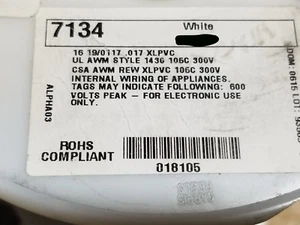 7134
White
16 19/0117 .017 XLPVC
UL AWM STYLE 1430 105C 300V
CSA AWM REW XLPVC 105C 300V
INTERNAL WIRING OF APPLIANCES.
TAGS MAY INDICATE FOLLOWING: 600
VOLTS PEAK - FOR ELECTRONIC USE
ONLY.
ALPHA03
ROHS
COMPLIANT
018105